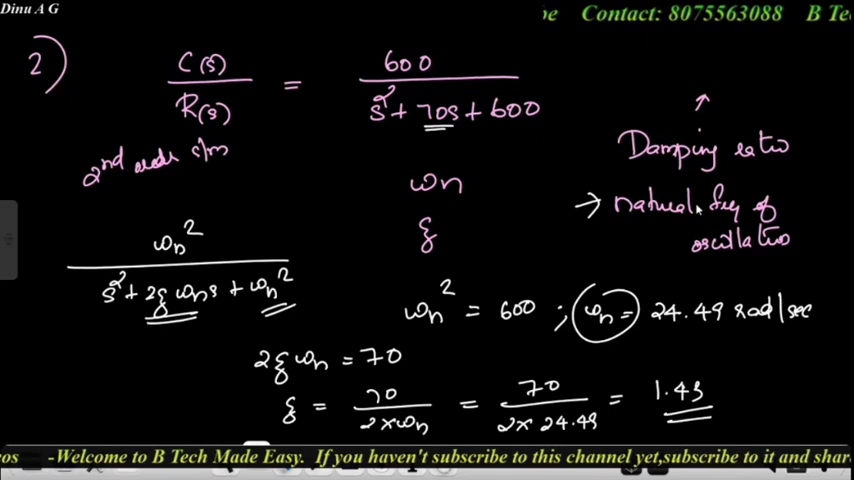 Dinu A G
be Contact: 8075563088 B Tec
2)
C(s)/R(s) = 600/(s² + 70s + 600)
Damping ratio
2nd order s/m
ωn
→ natural freq of
oscillation
ξ
ωn²/(s² + 2ξωns + ωn²)
ωn² = 600 ; ωn = 24.49 rad/sec
2ξωn = 70
ξ = 70/(2×ωn) = 70/(2×24.49) = 1.43
os -Welcome to B Tech Made Easy. If you haven't subscribe to this channel yet,subscribe to it and shar